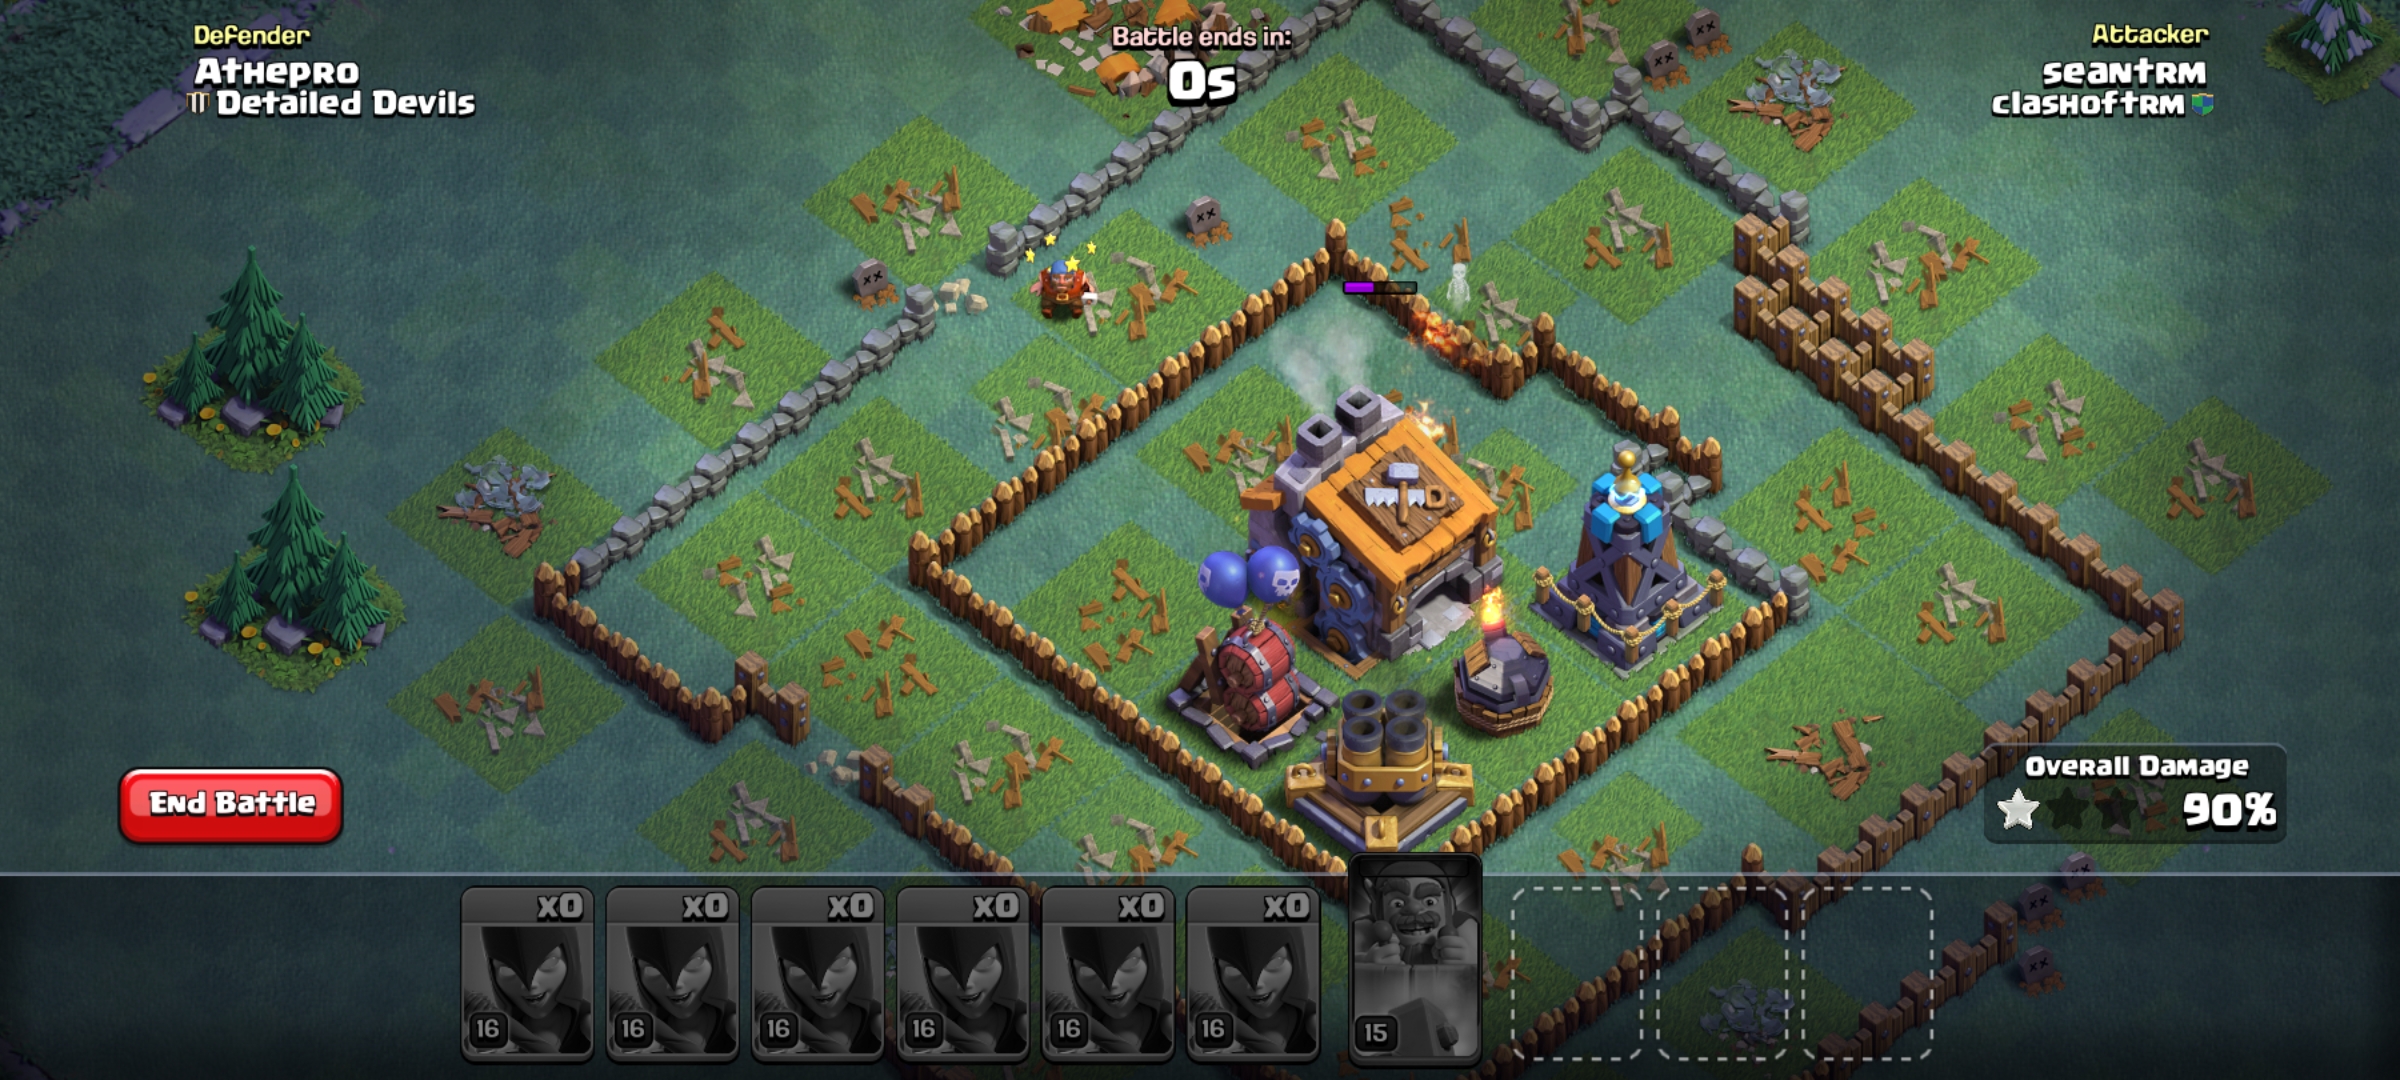 Defender
Athepro
Detailed Devils
Battle ends in:
0s
Attacker
seantrm
clashoftrm
End Battle
Overall Damage
90%
x0
x0
x0
x0
x0
x0
16
16
16
16
16
16
15